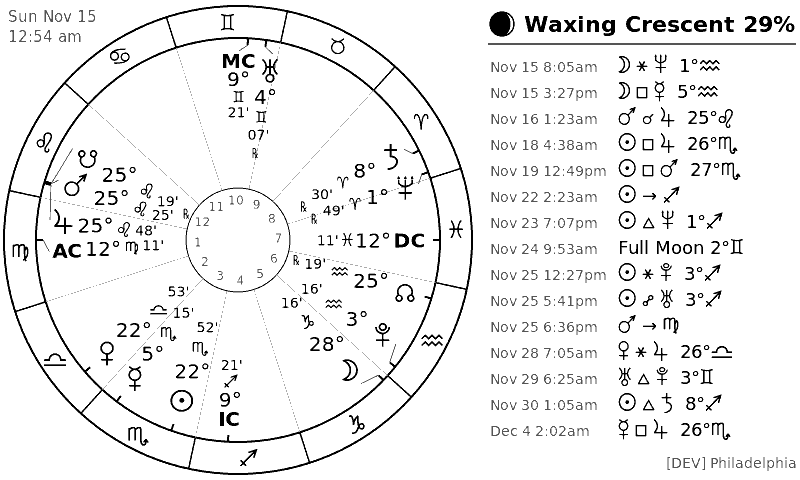 Sun Nov 15
12:54 am
Waxing Crescent 29%
Nov 15 8:05am ☽ ⚹ ♆ 1°♒
Nov 15 3:27pm ☽ □ ☿ 5°♒
Nov 16 1:23am ♂ ☌ ♃ 25°♌
Nov 18 4:38am ☉ □ ♃ 26°♏
Nov 19 12:49pm ☉ □ ♂ 27°♏
Nov 22 2:23am ☉ → ♐
Nov 23 7:07pm ☉ △ ♆ 1°♐
Nov 24 9:53am Full Moon 2°♊
Nov 25 12:27pm ☉ ⚹ ⯓ 3°♐
Nov 25 5:41pm ☉ ☍ ♅ 3°♐
Nov 25 6:36pm ♂ → ♍
Nov 28 7:05am ♀ ⚹ ♃ 26°♎
Nov 29 6:25am ♅ △ ⯓ 3°♊
Nov 30 1:05am ☉ △ ♄ 8°♐
Dec 4 2:02am ☿ □ ♃ 26°♏
[DEV] Philadelphia
♊
♉
♈
♓
♒
♑
♐
♏
♎
♍
♌
♋
MC 9° ♊ 21'
♅ 4° ♊ 07' ℞
♄ 8° ♈ 30' ℞
♆ 1° ♈ 49' ℞
11' ♓ 12° DC
☊ 25° ♒ 19' ℞
⯓ 3° ♒ 16'
☽ 28° ♑ 16'
21' ♐ 9° IC
☉ 22° ♏ 52'
☿ 5° ♏ 15'
♀ 22° ♎ 53'
AC 12° ♍ 11'
♃ 25° ♌ 48'
♂ 25° ♌ 25'
☋ 25° ♌ 19' ℞
1
2
3
4
5
6
7
8
9
10
11
12